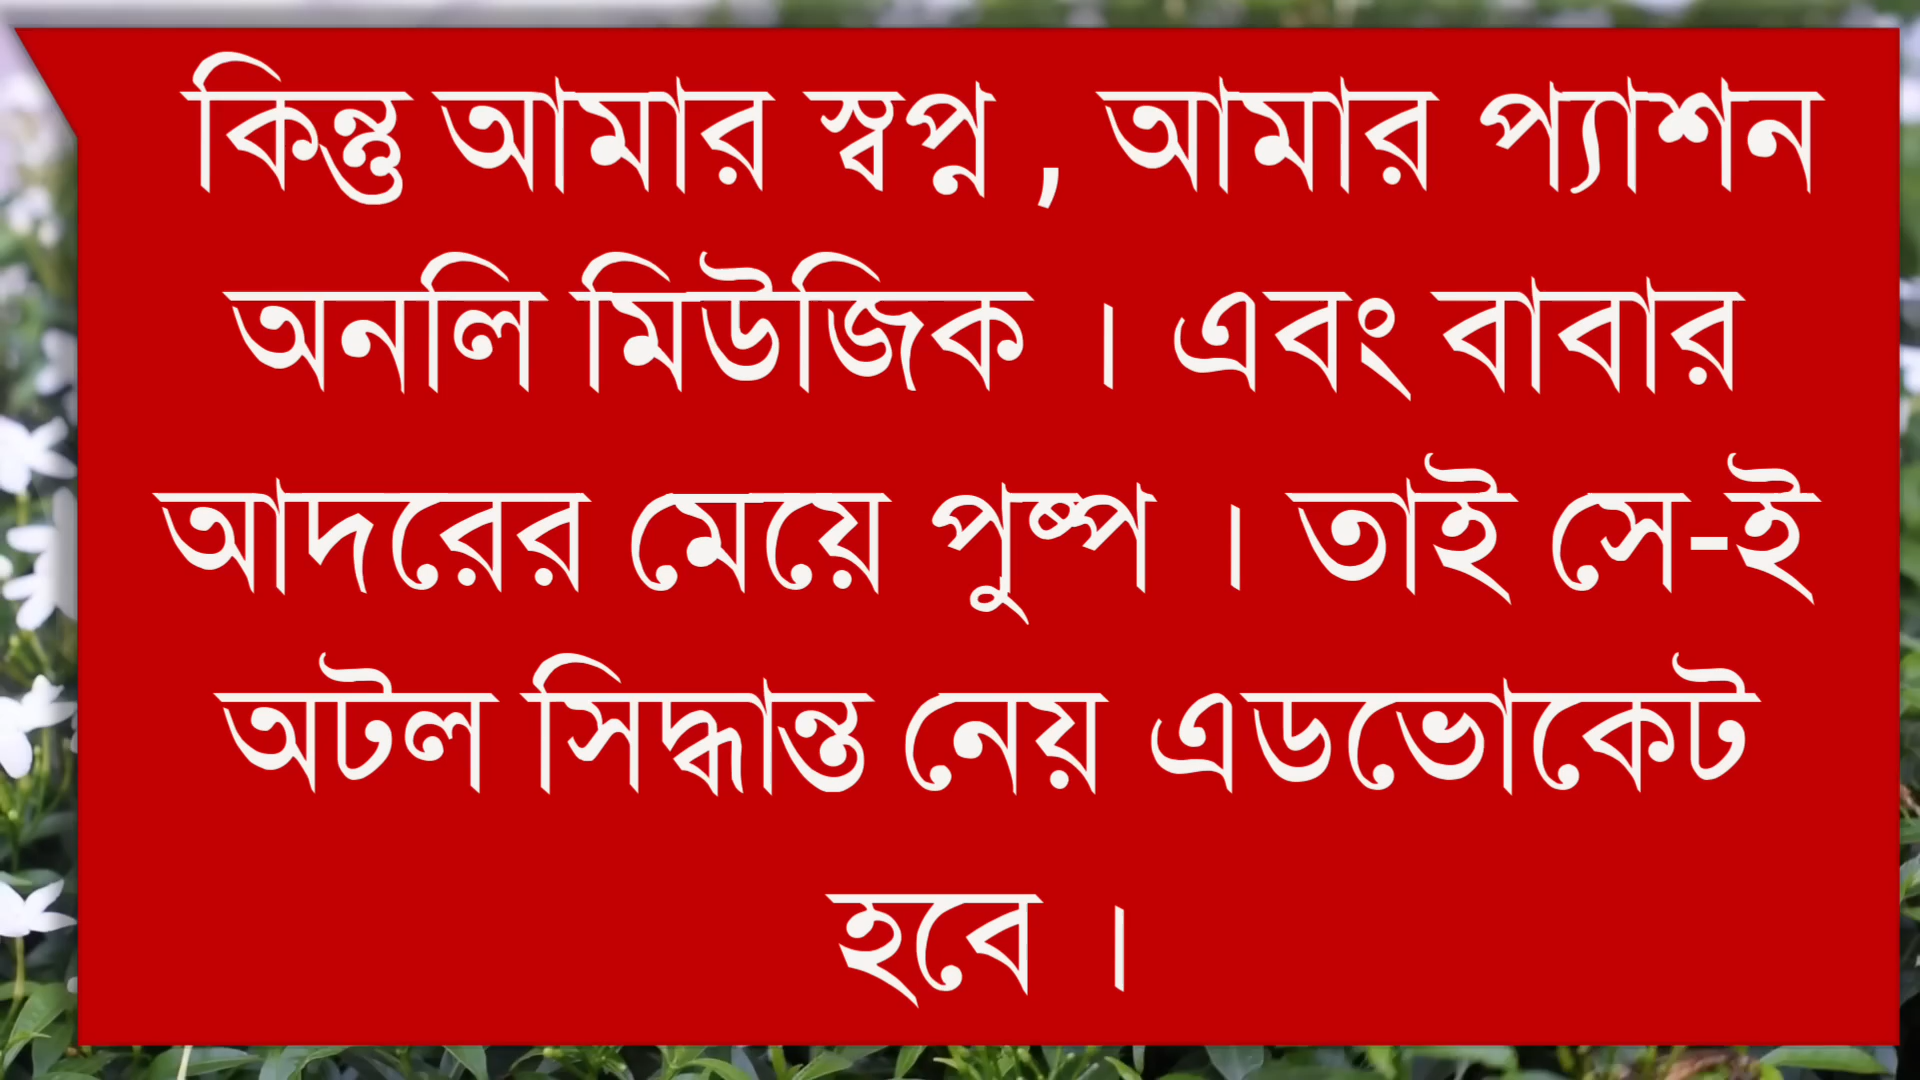 কিন্তু আমার স্বপ্ন , আমার প্যাশন
অনলি মিউজিক । এবং বাবার
আদরের মেয়ে পুষ্প । তাই সে-ই
অটল সিদ্ধান্ত নেয় এডভোকেট
হবে ।